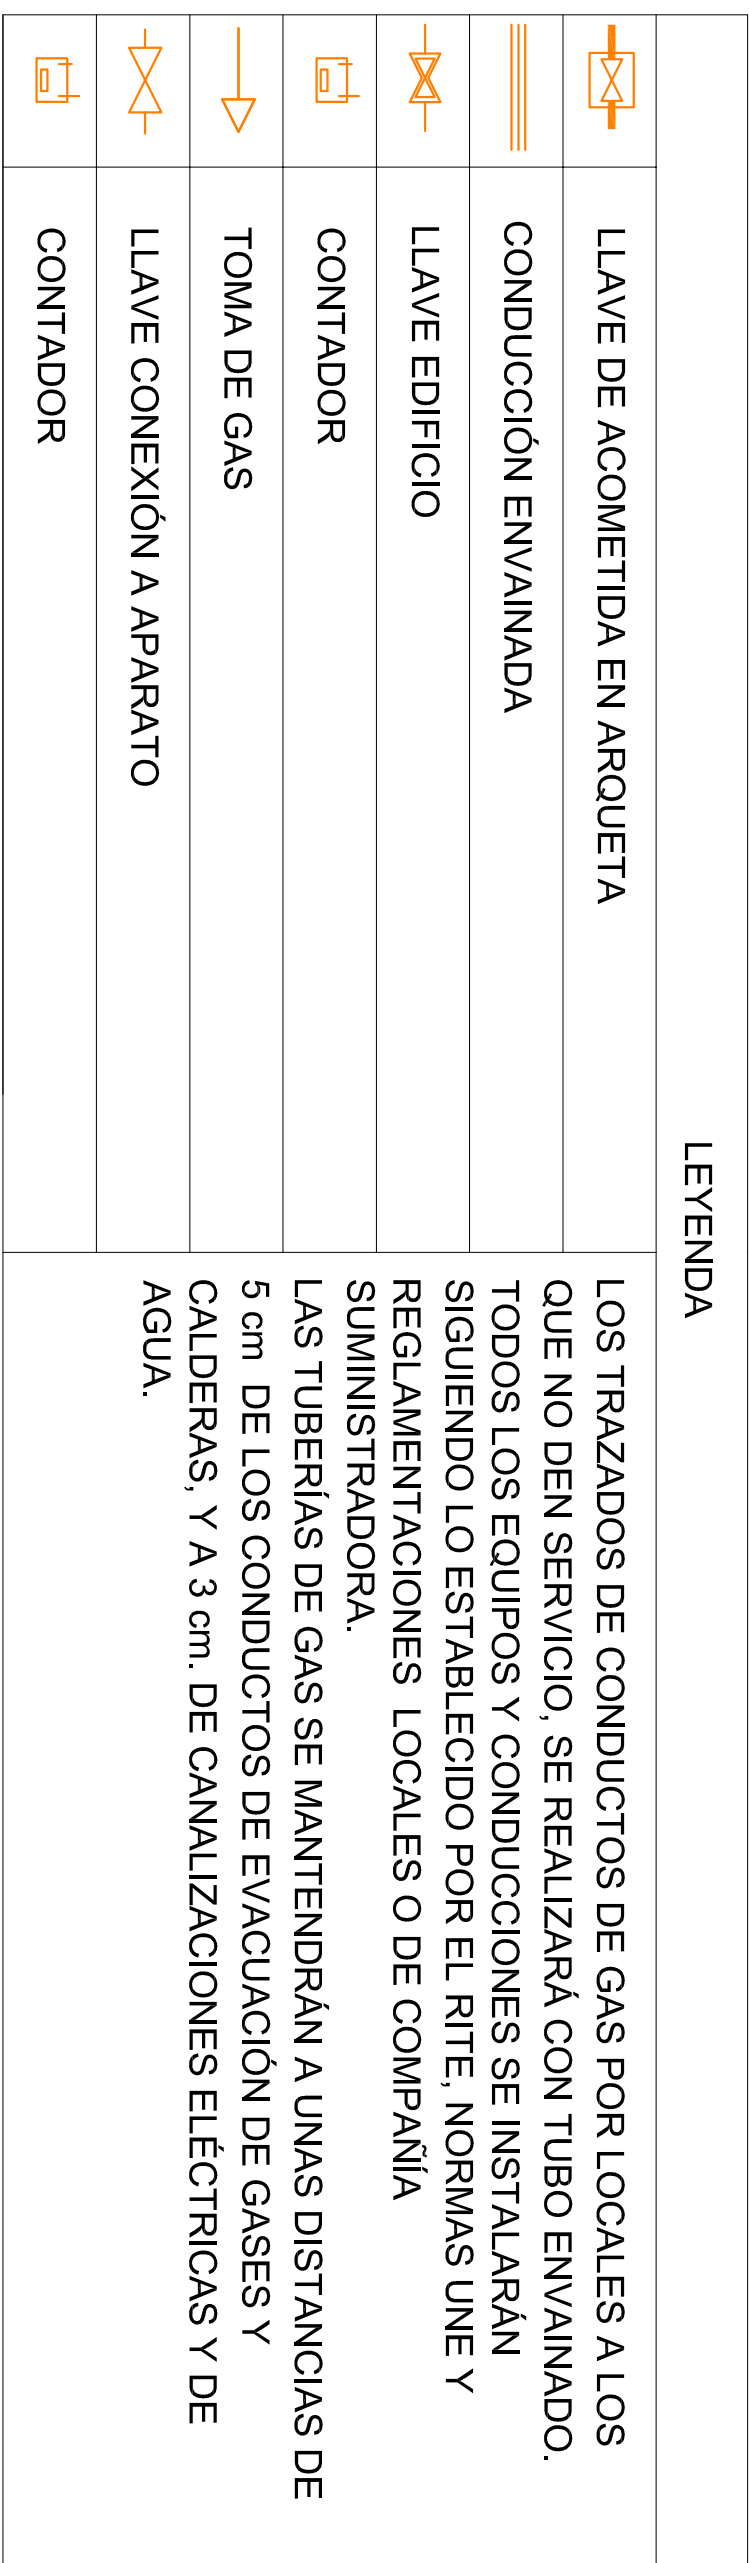 LEYENDA
LLAVE DE ACOMETIDA EN ARQUETA
CONDUCCIÓN ENVAINADA
LLAVE EDIFICIO
CONTADOR
TOMA DE GAS
LLAVE CONEXIÓN A APARATO
CONTADOR
LOS TRAZADOS DE CONDUCTOS DE GAS POR LOCALES A LOS
QUE NO DEN SERVICIO, SE REALIZARÁ CON TUBO ENVAINADO.
TODOS LOS EQUIPOS Y CONDUCCIONES SE INSTALARÁN
SIGUIENDO LO ESTABLECIDO POR EL RITE, NORMAS UNE Y
REGLAMENTACIONES LOCALES O DE COMPAÑÍA
SUMINISTRADORA.
LAS TUBERÍAS DE GAS SE MANTENDRÁN A UNAS DISTANCIAS DE
5 cm DE LOS CONDUCTOS DE EVACUACIÓN DE GASES Y
CALDERAS, Y A 3 cm. DE CANALIZACIONES ELÉCTRICAS Y DE
AGUA.